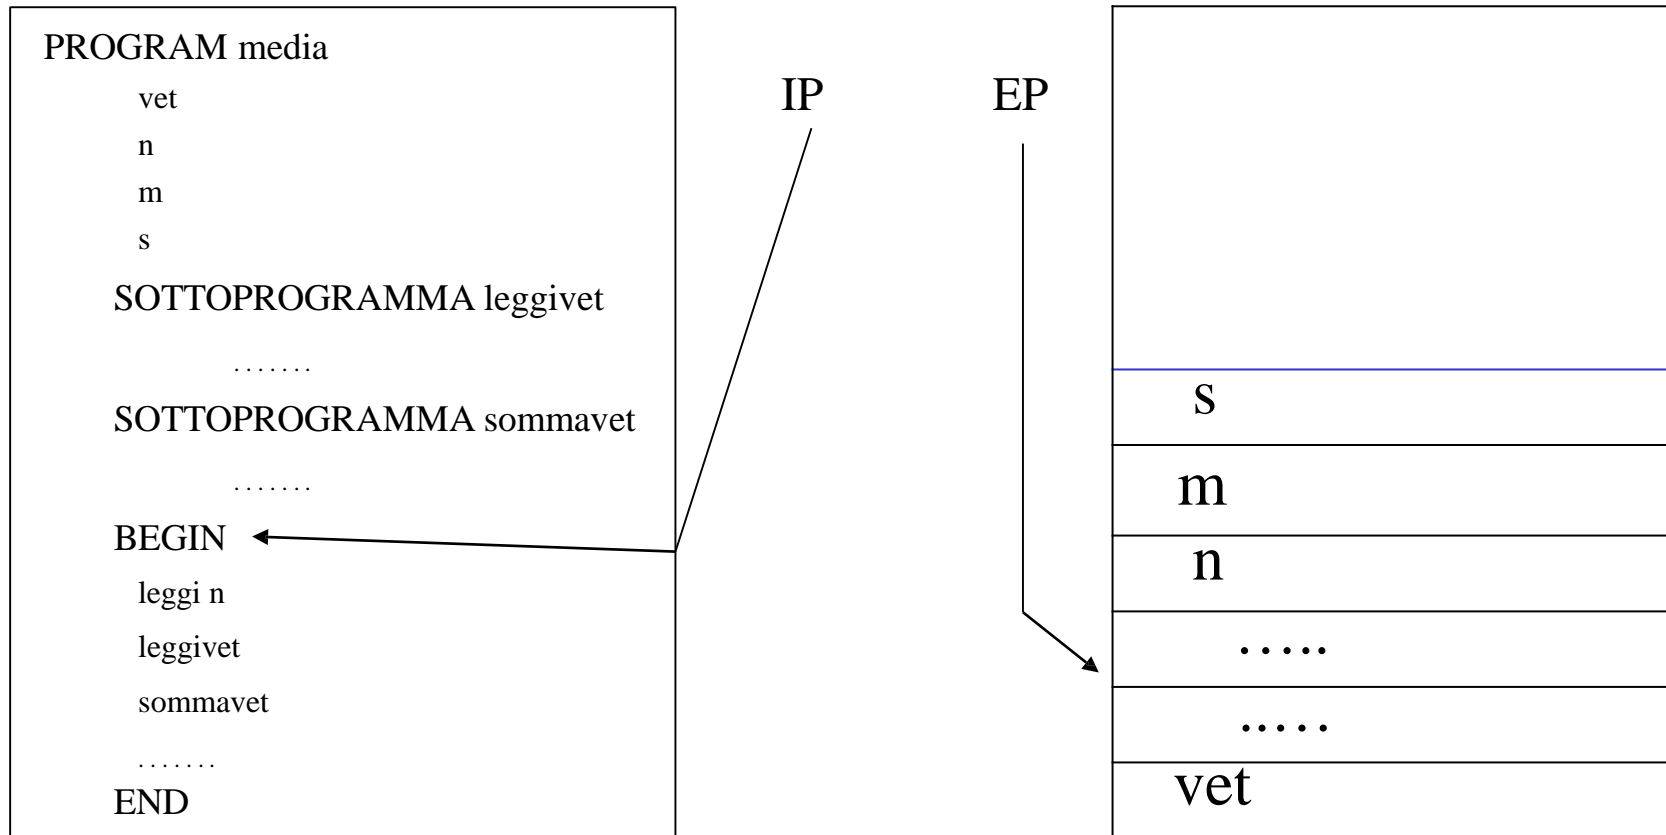 PROGRAM media
vet
n
m
s
SOTTOPROGRAMMA leggivet
.......
SOTTOPROGRAMMA sommavet
.......
BEGIN
leggi n
leggivet
sommavet
.......
END
IP
EP
s
m
n
.....
.....
vet